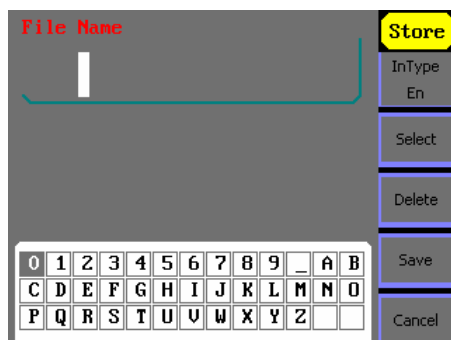 File Name
Store
InType
En
Select
Delete
Save
Cancel
0 1 2 3 4 5 6 7 8 9 _ A B
C D E F G H I J K L M N O
P Q R S T U V W X Y Z